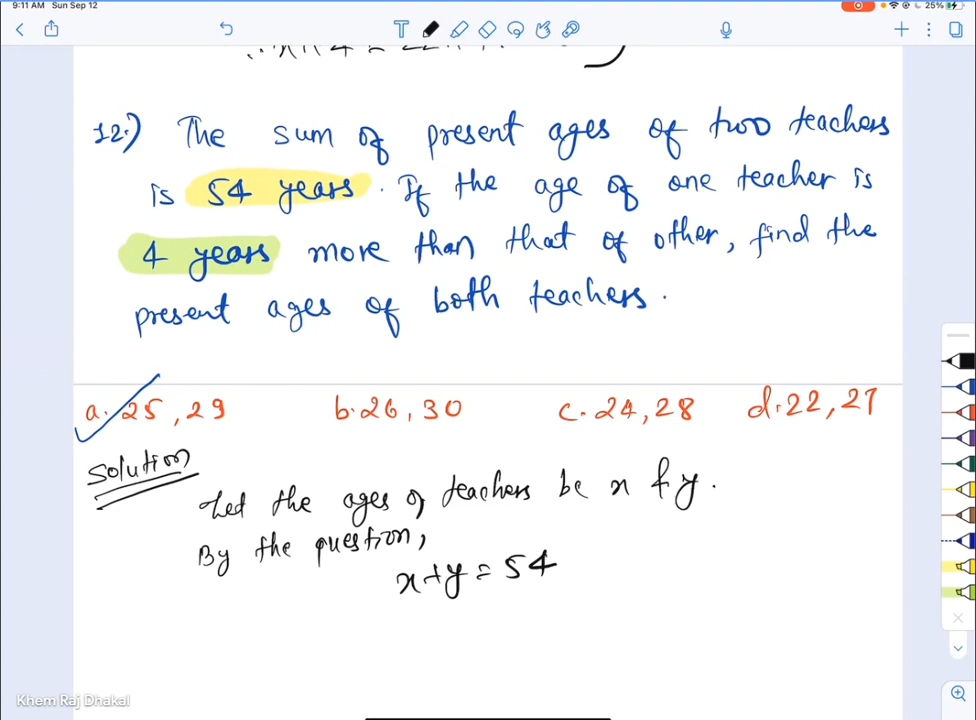 9:11 AM Sun Sep 12
25%
12.) The sum of present ages of two teachers
is 54 years. If the age of one teacher is
4 years more than that of other, find the
present ages of both teachers.
a. 25, 29 b. 26, 30 c. 24, 28 d. 22, 27
Solution
Let the ages of teachers be x & y.
By the question,
x+y = 54
Khem Raj Dhakal